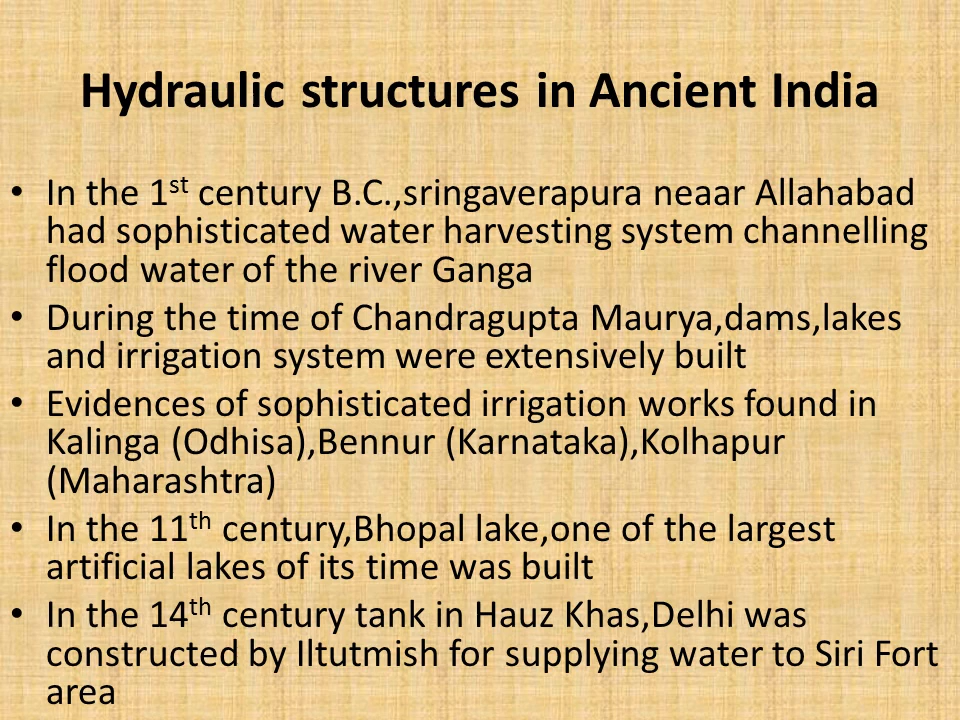 Hydraulic structures in Ancient India
• In the 1st century B.C.,sringaverapura neaar Allahabad
had sophisticated water harvesting system channelling
flood water of the river Ganga
• During the time of Chandragupta Maurya,dams,lakes
and irrigation system were extensively built
• Evidences of sophisticated irrigation works found in
Kalinga (Odhisa),Bennur (Karnataka),Kolhapur
(Maharashtra)
• In the 11th century,Bhopal lake,one of the largest
artificial lakes of its time was built
• In the 14th century tank in Hauz Khas,Delhi was
constructed by Iltutmish for supplying water to Siri Fort
area